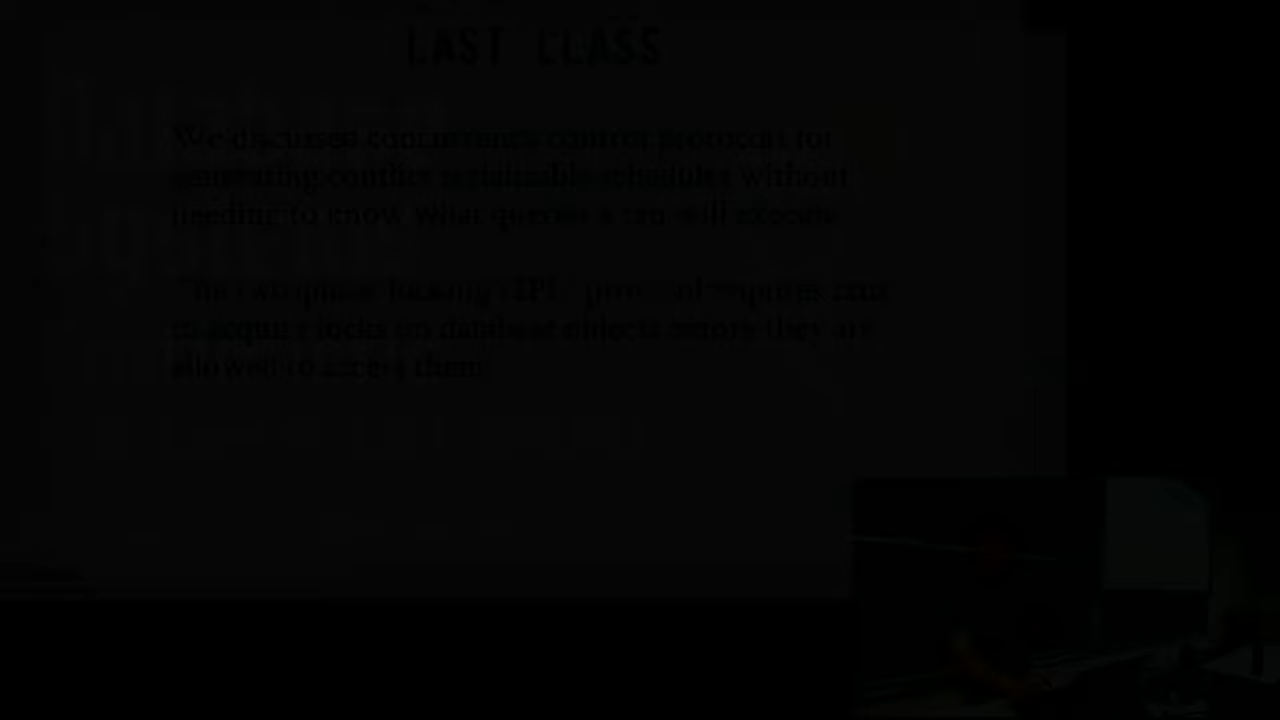 LAST CLASS
We discussed concurrency control protocols for
generating conflict serializable schedules without
needing to know what queries a txn will execute.
The two-phase locking (2PL) protocol requires txns
to acquire locks on database objects before they are
allowed to access them.